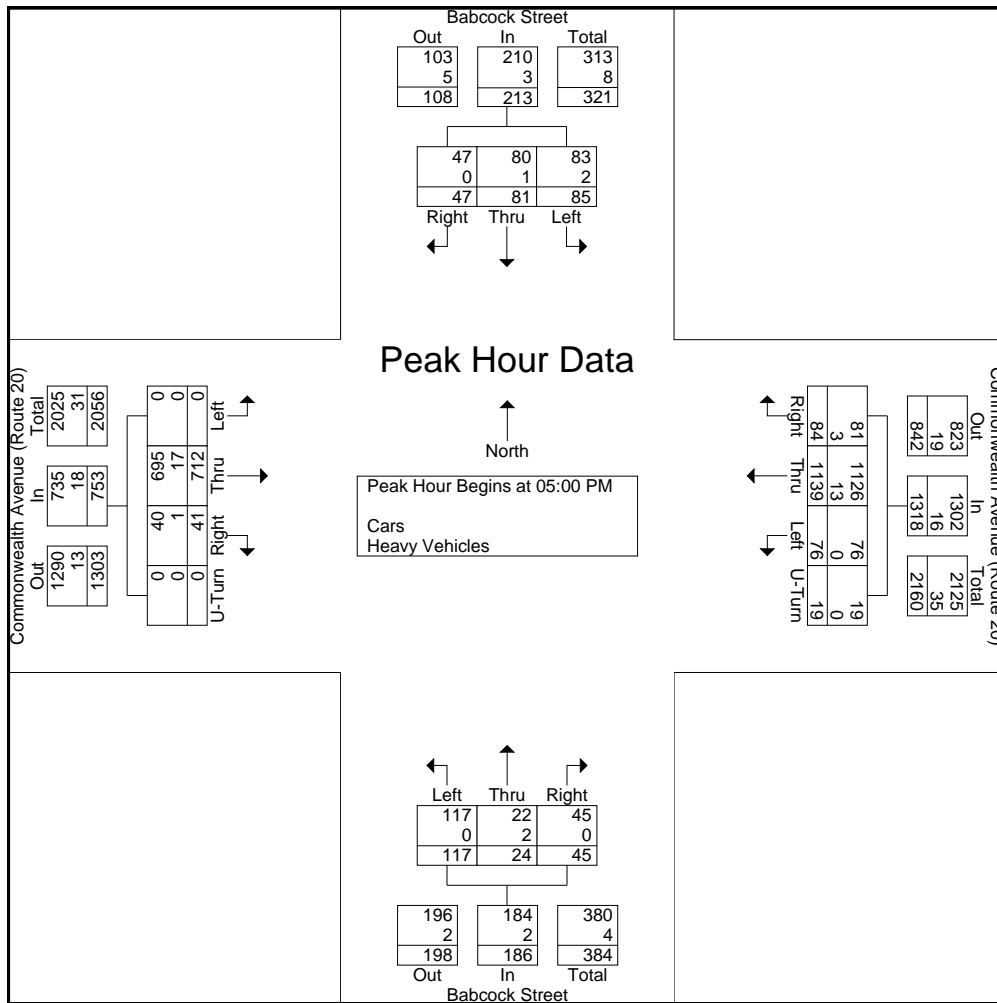 Babcock Street
Out In Total
103 210 313
5 3 8
108 213 321
47 80 83
0 1 2
47 81 85
Right Thru Left
Peak Hour Data
North
Peak Hour Begins at 05:00 PM
Cars
Heavy Vehicles
Commonwealth Avenue (Route 20)
Total In Out
2025 735 1290
31 18 13
2056 753 1303
0 695 40 0
0 17 1 0
0 712 41 0
Left Thru Right U-Turn
Commonwealth Avenue (Route 20)
Out In Total
823 1302 2125
19 16 35
842 1318 2160
81 1126 76 19
3 13 0 0
84 1139 76 19
Right Thru Left U-Turn
Left Thru Right
117 22 45
0 2 0
117 24 45
196 184 380
2 2 4
198 186 384
Out In Total
Babcock Street